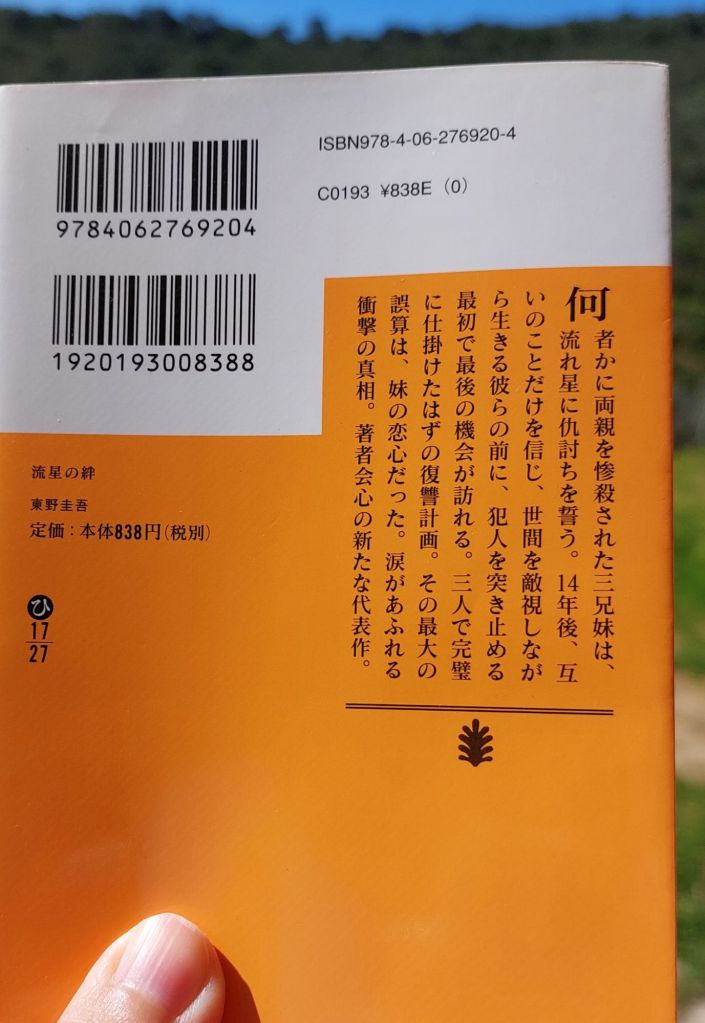 9784062769204
ISBN978-4-06-276920-4
C0193 ¥838E (0)
1920193008388
何者かに両親を惨殺された三兄妹は、
流れ星に仇討ちを誓う。14年後、互
いのことだけを信じ、世間を敵視しなが
ら生きる彼らの前に、犯人を突き止める
最初で最後の機会が訪れる。三人で完璧
に仕掛けたはずの復讐計画。その最大の
誤算は、妹の恋心だった。涙があふれる
衝撃の真相。著者会心の新たな代表作。
流星の絆
東野圭吾
定価:本体838円(税別)
ひ
17
27